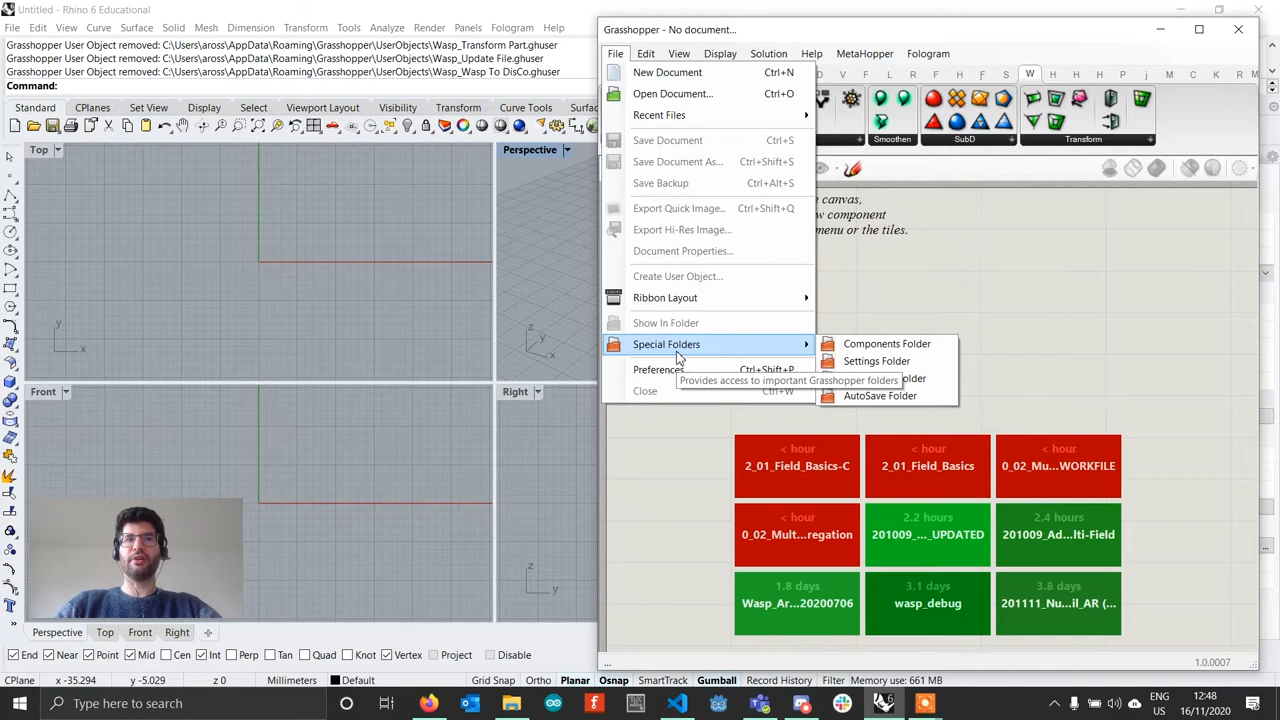 Untitled - Rhino 6 Educational
File Edit View Curve Surface Solid Mesh Dimension Transform Tools Analyze Render Panels Fologram Help
Grasshopper User Object removed: C:\Users\aross\AppData\Roaming\Grasshopper\UserObjects\Wasp_Transform Part.ghuser
Grasshopper User Object removed: C:\Users\aross\AppData\Roaming\Grasshopper\UserObjects\Wasp_Update File.ghuser
Grasshopper User Object removed: C:\Users\aross\AppData\Roaming\Grasshopper\UserObjects\Wasp_Wasp To DisCo.ghuser
Command:
Standard CPlanes Set View Display Select Viewport Layout Visibility Transform Curve Tools
Top
Perspective
y
x
z
y
x
Front
Right
z
x
z
y
Perspective Top Front Right
End Near Point Mid Cen Int Perp Tan Quad Knot Vertex Project Disable
CPlane x -35.294 y -5.029 z 0 Millimeters Default Grid Snap Ortho Planar Osnap SmartTrack Gumball Record History Filter Memory use: 661 MB
Grasshopper - No document...
File Edit View Display Solution Help MetaHopper Fologram
D V F L R S F S W H F H P j K R M
New Document Ctrl+N
Open Document... Ctrl+O
Recent Files
Save Document Ctrl+S
Save Document As... Ctrl+Shift+S
Save Backup Ctrl+Alt+S
Export Quick Image... Ctrl+Shift+Q
Export Hi-Res Image...
Document Properties...
Create User Object...
Ribbon Layout
Show In Folder
Special Folders
Preferences Ctrl+Shift+P
Close Ctrl+W
Provides access to important Grasshopper folders
Components Folder
Settings Folder
older
AutoSave Folder
Smoothen SubD Transform
e canvas,
w component
menu or the tiles.
< hour
2_01_Field_Basics-C
< hour
2_01_Field_Basics
< hour
0_02_Mu...WORKFILE
< hour
0_02_Mult...regation
2.2 hours
201009_..._UPDATED
2.4 hours
201009_Ad...lti-Field
1.8 days
Wasp_Ar...20200706
3.1 days
wasp_debug
3.8 days
201111_Nu...il_AR (...
...
1.0.0007
Type here to search
ENG
US
12:48
16/11/2020